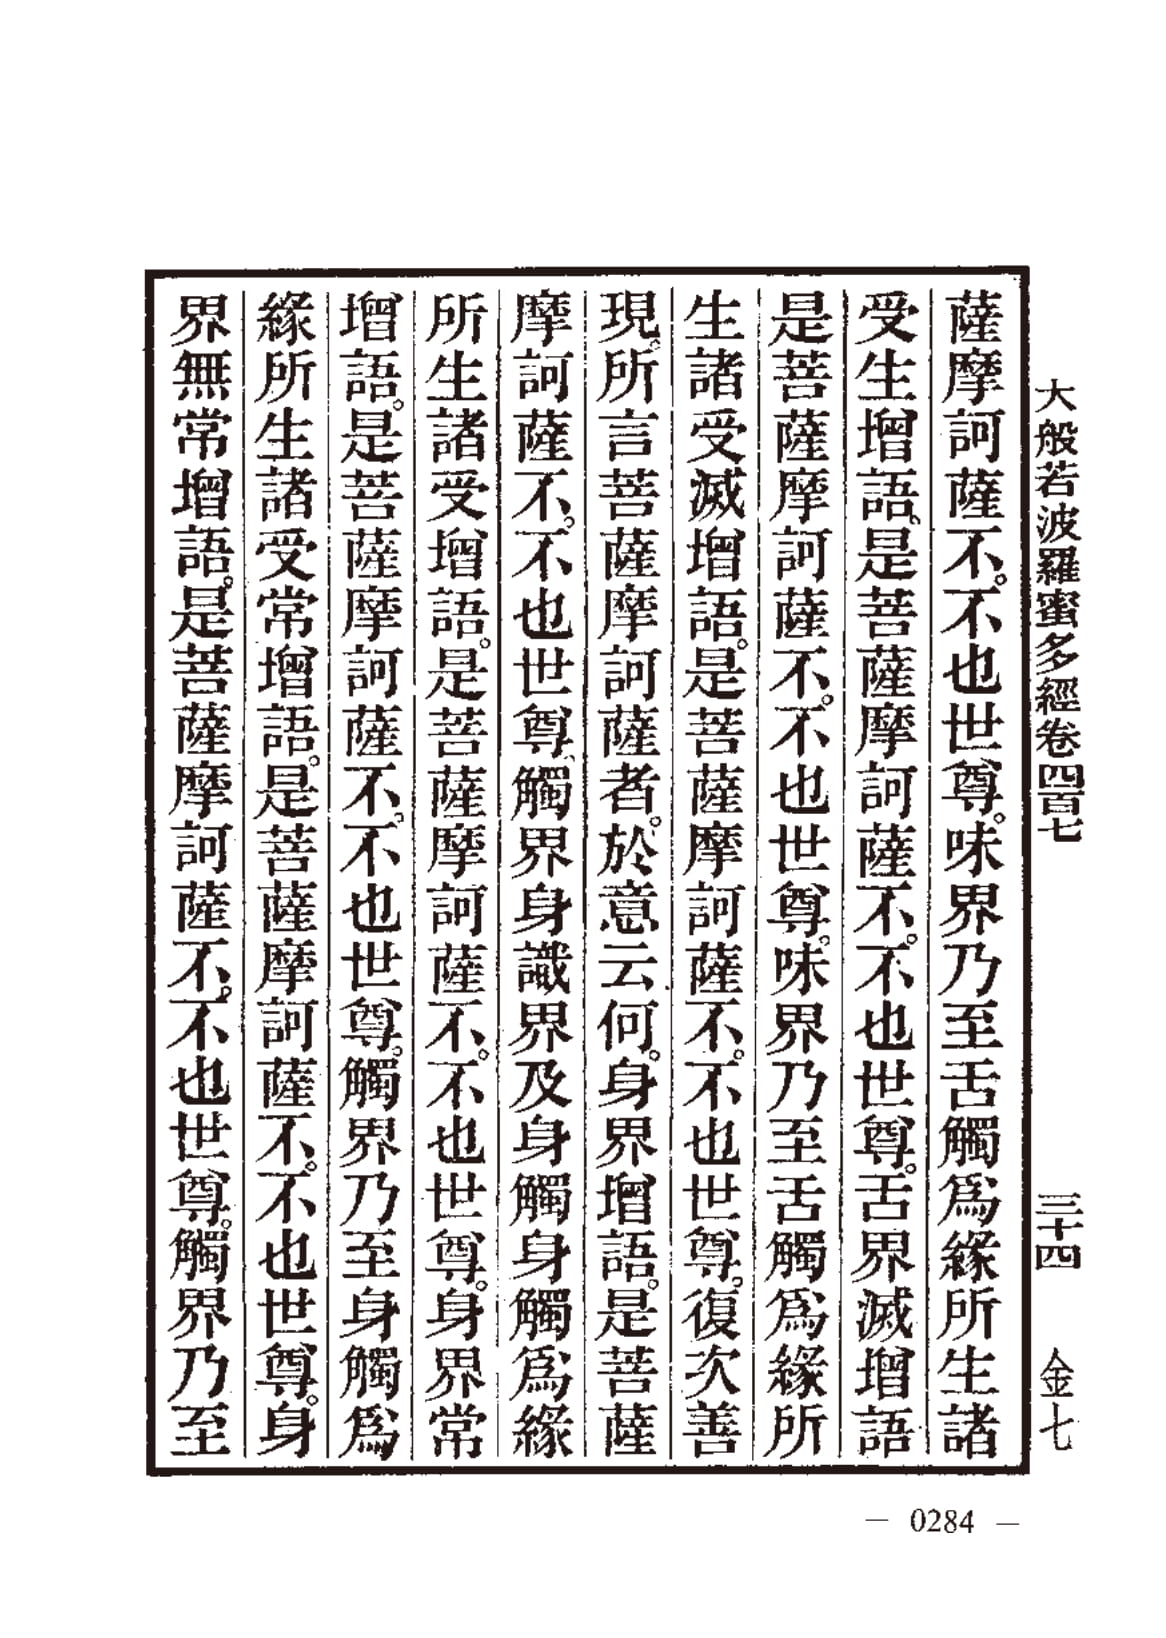 大般若波羅蜜多經卷四百七 三十四 金七
薩摩訶薩不。不也世尊。味界乃至舌觸爲緣所生諸
受生增語。是菩薩摩訶薩不。不也世尊。舌界滅增語
是菩薩摩訶薩不。不也世尊。味界乃至舌觸爲緣所
生諸受滅增語。是菩薩摩訶薩不。不也世尊。復次善
現。所言菩薩摩訶薩者。於意云何。身界增語。是菩薩
摩訶薩不。不也世尊。觸界身識界及身觸身觸爲緣
所生諸受增語。是菩薩摩訶薩不。不也世尊。身界常
增語。是菩薩摩訶薩不。不也世尊。觸界乃至身觸爲
緣所生諸受常增語。是菩薩摩訶薩不。不也世尊。身
界無常增語。是菩薩摩訶薩不。不也世尊。觸界乃至
— 0284 —